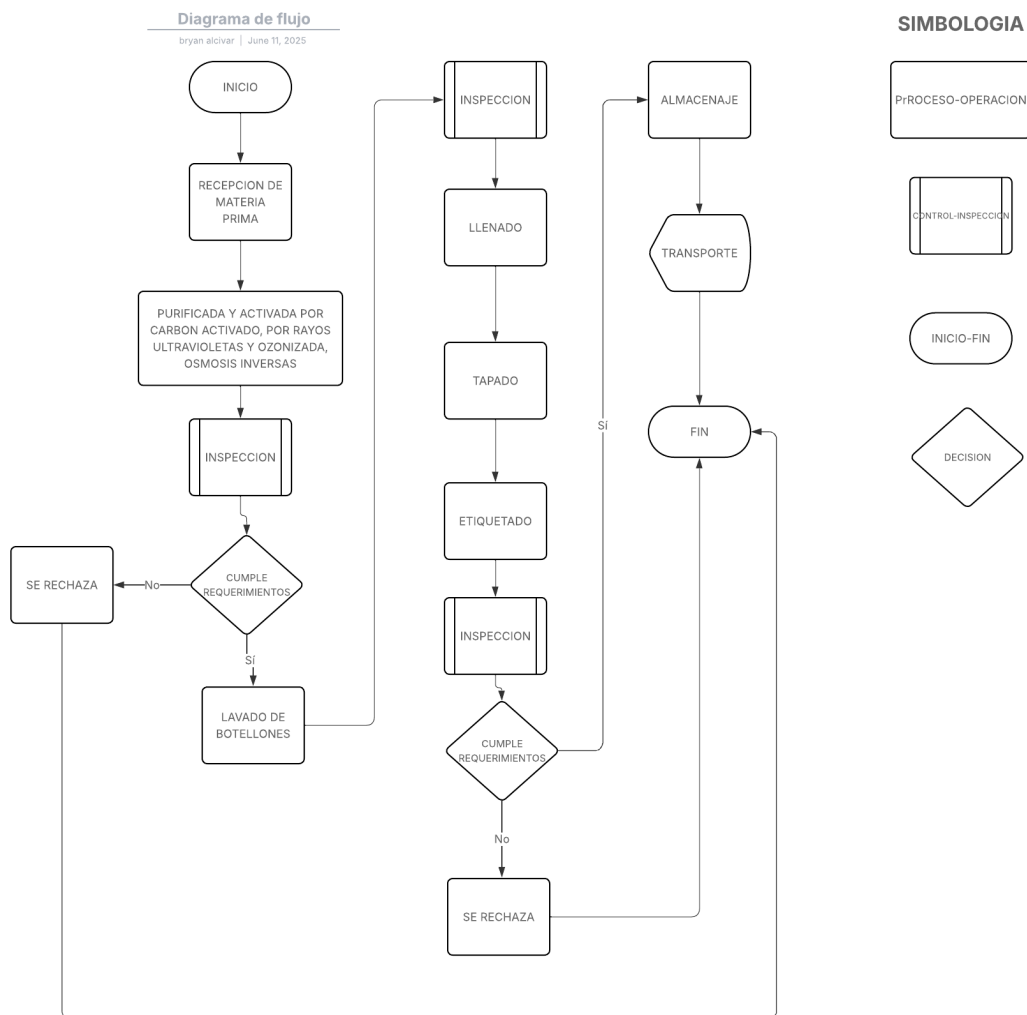 Diagrama de flujo
bryan alcivar | June 11, 2025
INICIO
RECEPCION DE
MATERIA
PRIMA
PURIFICADA Y ACTIVADA POR
CARBON ACTIVADO, POR RAYOS
ULTRAVIOLETAS Y OZONIZADA,
OSMOSIS INVERSAS
INSPECCION
CUMPLE
REQUERIMIENTOS
No
SE RECHAZA
Sí
LAVADO DE
BOTELLONES
INSPECCION
LLENADO
TAPADO
ETIQUETADO
INSPECCION
CUMPLE
REQUERIMIENTOS
No
SE RECHAZA
Sí
ALMACENAJE
TRANSPORTE
FIN
SIMBOLOGIA
PrROCESO-OPERACION
CONTROL-INSPECCION
INICIO-FIN
DECISION